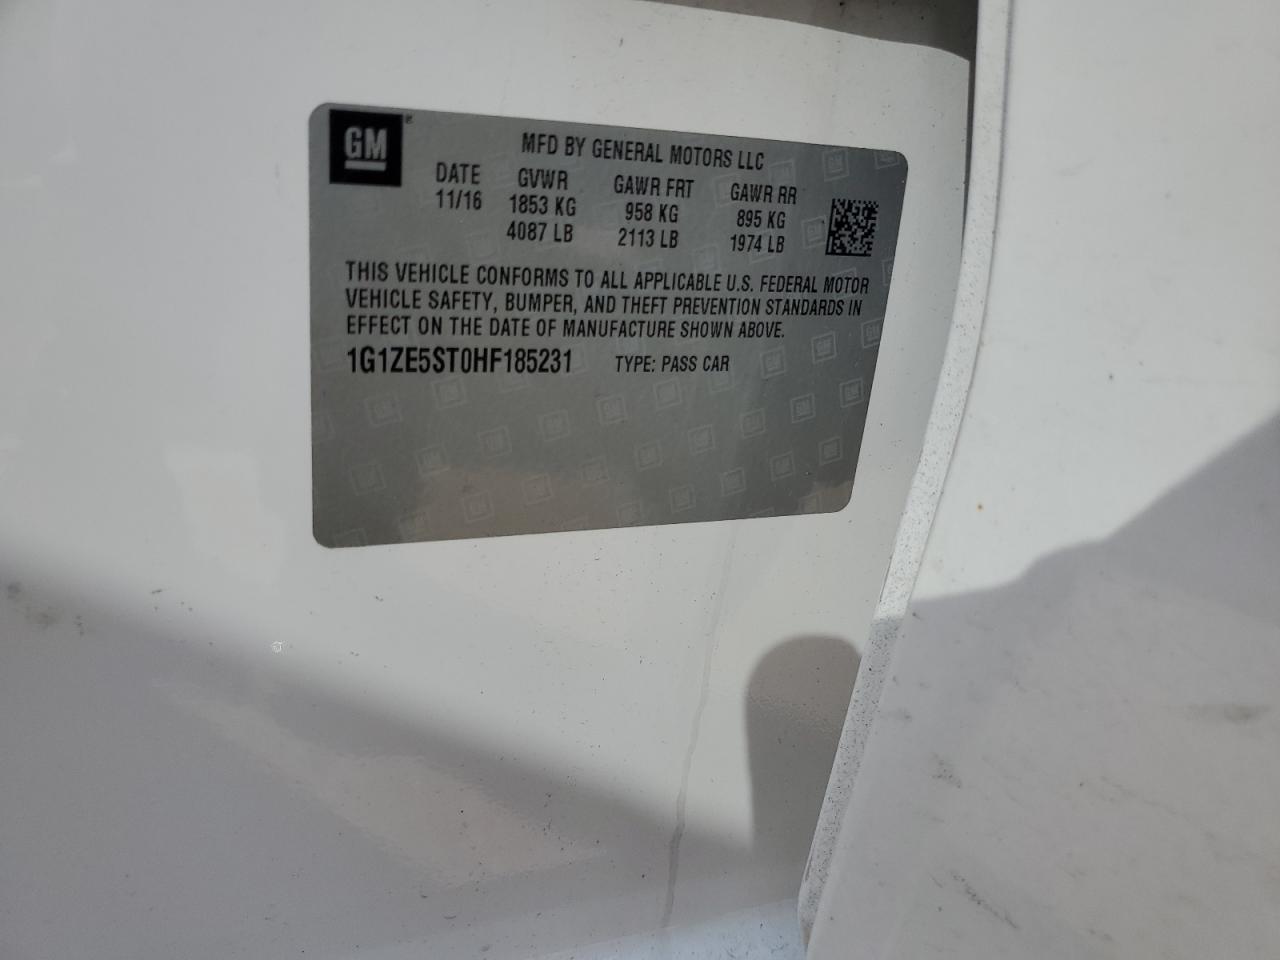 GM®
MFD BY GENERAL MOTORS LLC
DATE GVWR GAWR FRT GAWR RR
11/16 1853 KG 958 KG 895 KG
4087 LB 2113 LB 1974 LB
THIS VEHICLE CONFORMS TO ALL APPLICABLE U.S. FEDERAL MOTOR
VEHICLE SAFETY, BUMPER, AND THEFT PREVENTION STANDARDS IN
EFFECT ON THE DATE OF MANUFACTURE SHOWN ABOVE.
1G1ZE5ST0HF185231 TYPE: PASS CAR